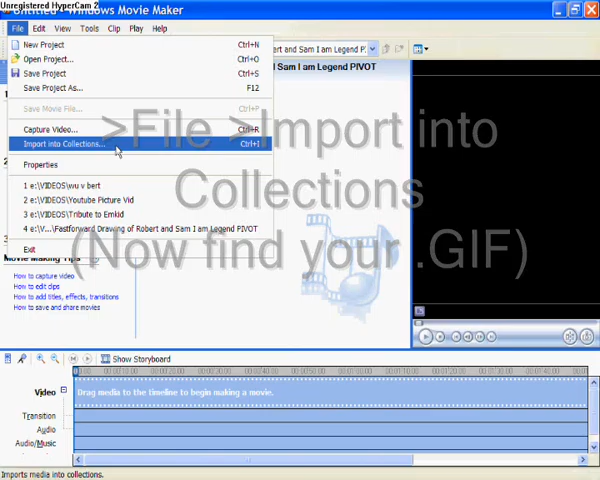 Unregistered HyperCam 2
Untitled - Windows Movie Maker
File Edit View Tools Clip Play Help
New Project Ctrl+N
Open Project... Ctrl+O
Save Project Ctrl+S
Save Project As... F12
Save Movie File... Ctrl+P
Capture Video... Ctrl+R
Import into Collections... Ctrl+I
Properties
1 e:\VIDEOS\wu v bert
2 e:\VIDEOS\Youtube Picture Vid
3 e:\VIDEOS\Tribute to Emkid
4 e:\V...\Fastforward Drawing of Robert and Sam I am Legend PIVOT
Exit
ert and Sam I am Legend P
Sam I am Legend PIVOT
>File >Import into
Collections
(Now find your .GIF)
Movie Making Tips
How to capture video
How to edit clips
How to add titles, effects, transitions
How to save and share movies
Show Storyboard
Video
Drag media to the timeline to begin making a movie.
Transition
Audio
Audio/Music
Imports media into collections.